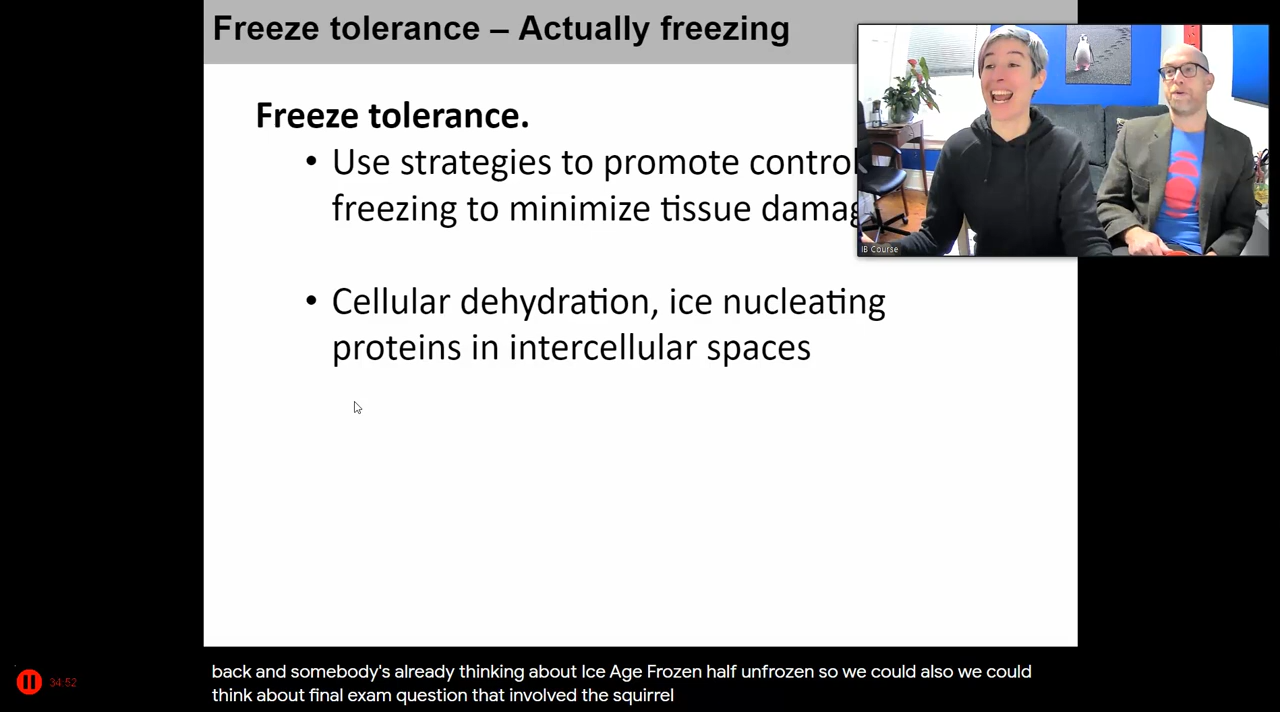 Freeze tolerance – Actually freezing
Freeze tolerance.
• Use strategies to promote control
freezing to minimize tissue damag
• Cellular dehydration, ice nucleating
proteins in intercellular spaces
IB Course
34:52
back and somebody's already thinking about Ice Age Frozen half unfrozen so we could also we could
think about final exam question that involved the squirrel